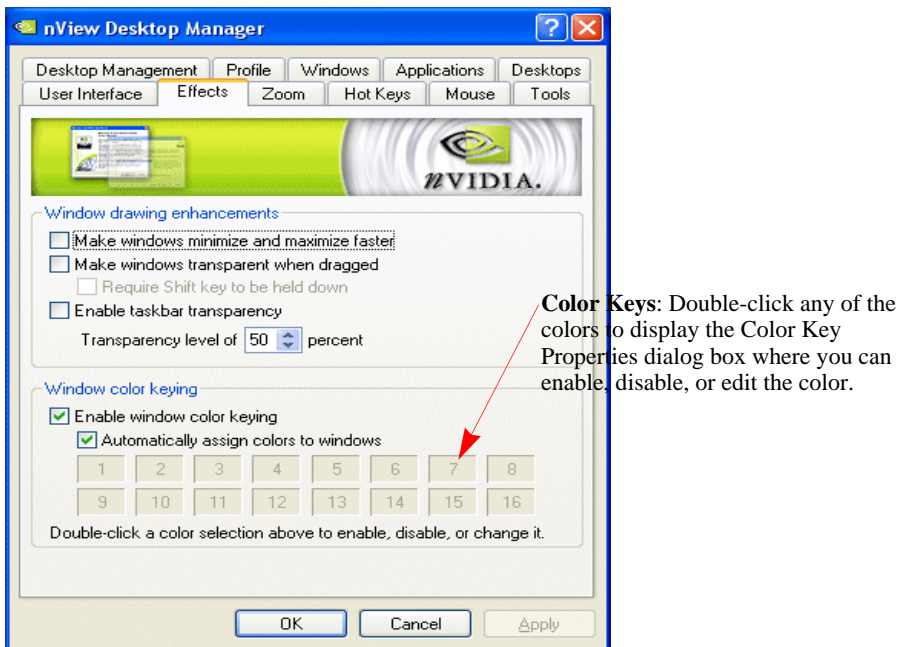 nView Desktop Manager
Desktop Management Profile Windows Applications Desktops
User Interface Effects Zoom Hot Keys Mouse Tools
nVIDIA.
Window drawing enhancements
Make windows minimize and maximize faster
Make windows transparent when dragged
Require Shift key to be held down
Enable taskbar transparency
Transparency level of 50 percent
Color Keys: Double-click any of the
colors to display the Color Key
Properties dialog box where you can
enable, disable, or edit the color.
Window color keying
Enable window color keying
Automatically assign colors to windows
1 2 3 4 5 6 7 8
9 10 11 12 13 14 15 16
Double-click a color selection above to enable, disable, or change it.
OK Cancel Apply